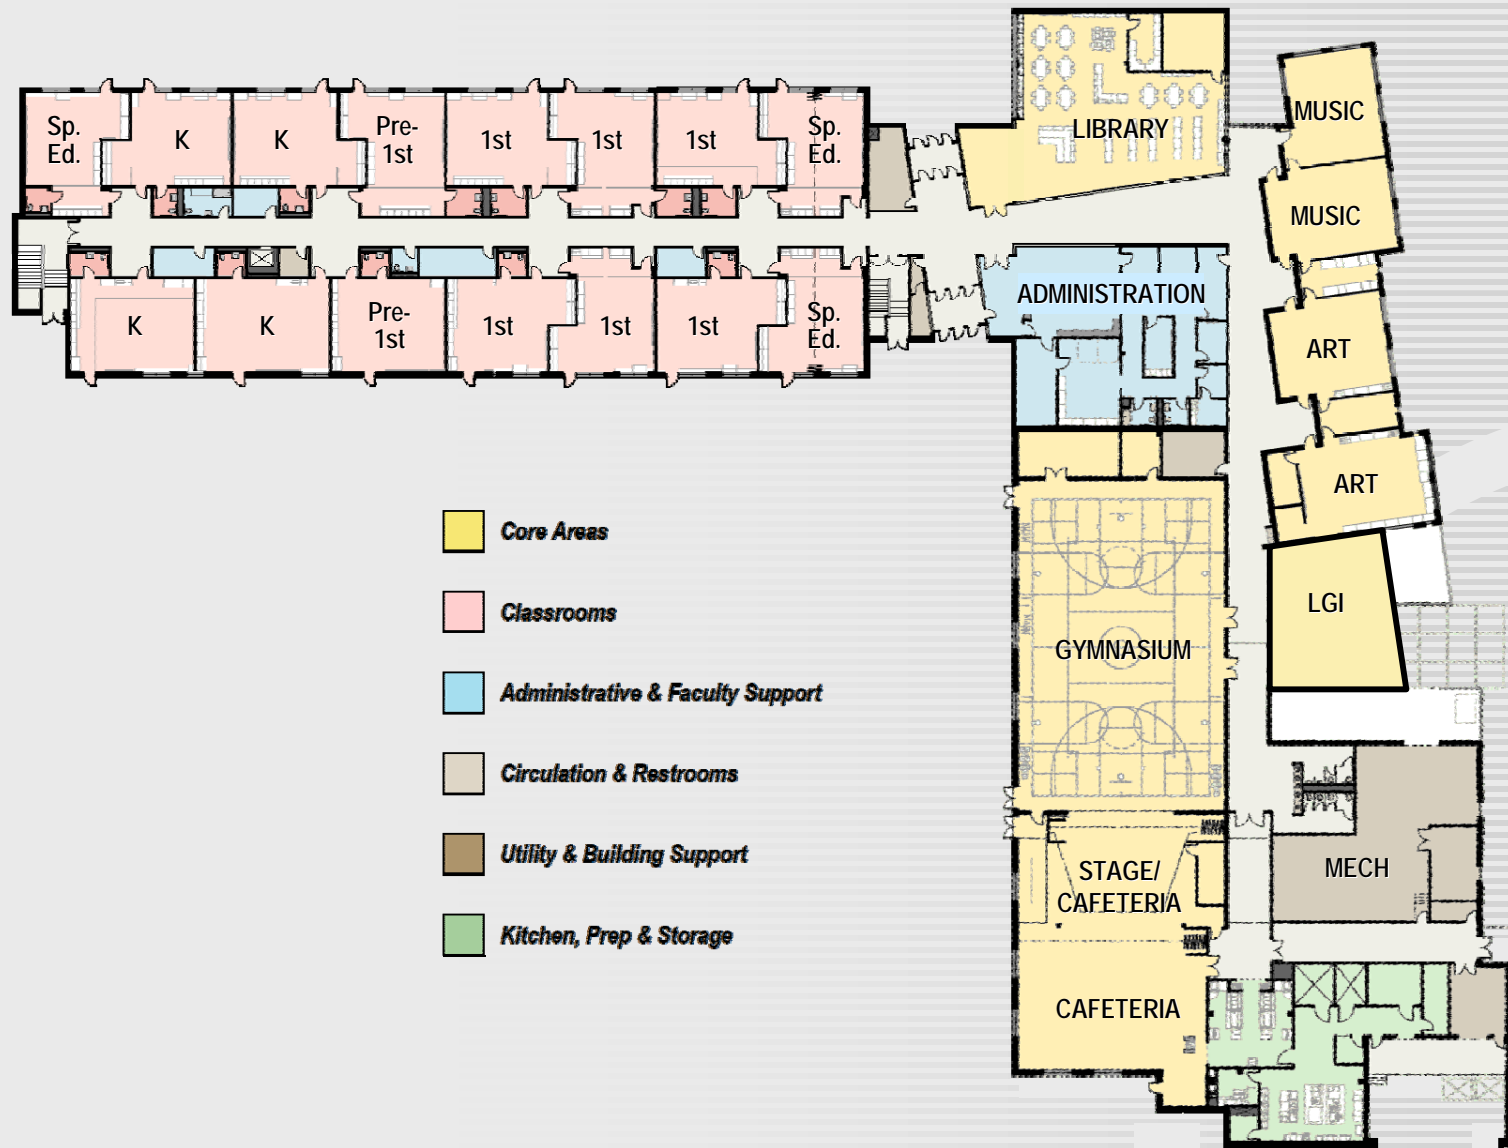 LIBRARY
MUSIC
Sp.
Ed.
K
K
Pre-
1st
1st
1st
1st
Sp.
Ed.
MUSIC
ADMINISTRATION
K
K
Pre-
1st
1st
1st
1st
Sp.
Ed.
ART
ART
Core Areas
Classrooms
Administrative & Faculty Support
Circulation & Restrooms
Utility & Building Support
Kitchen, Prep & Storage
LGI
GYMNASIUM
STAGE/
CAFETERIA
MECH
CAFETERIA